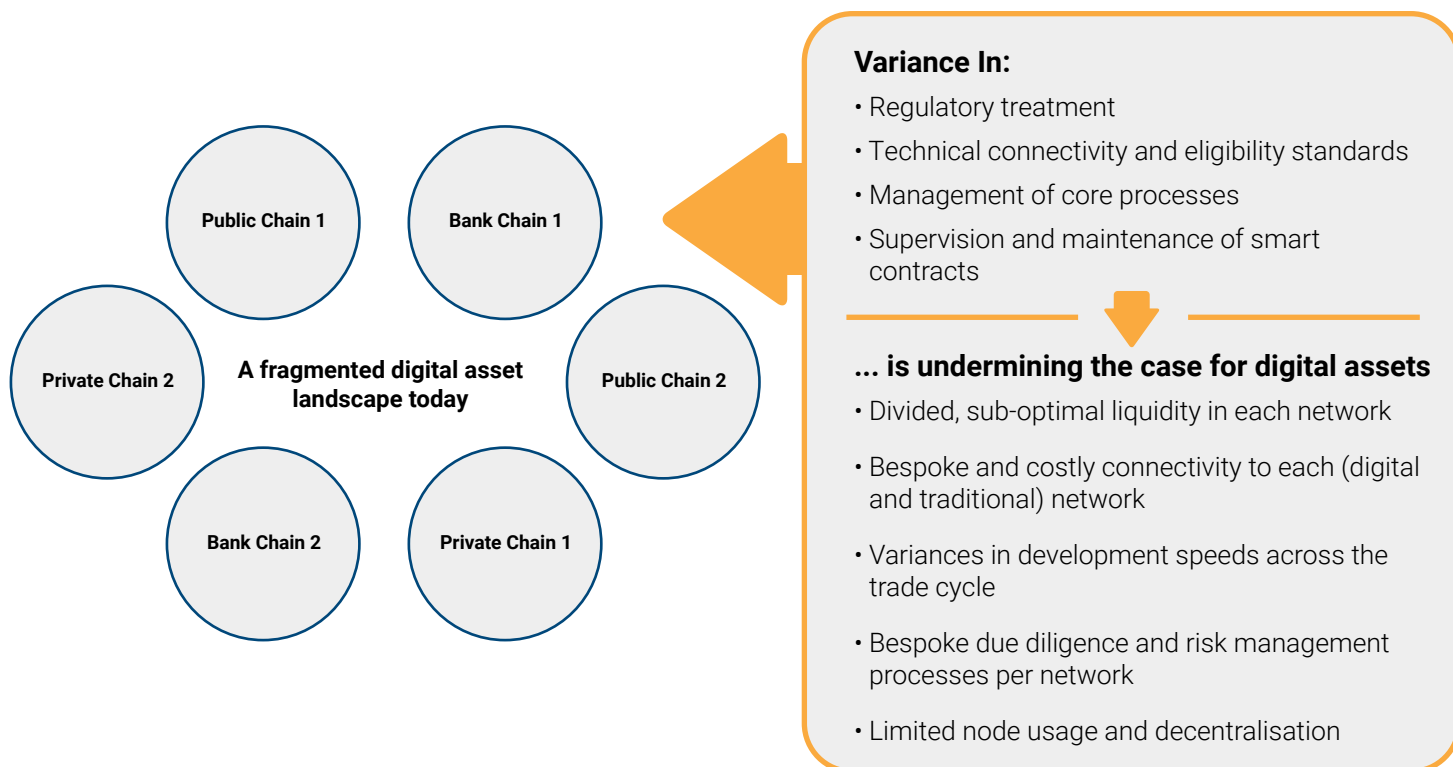 Public Chain 1
Bank Chain 1
Private Chain 2
A fragmented digital asset
landscape today
Public Chain 2
Bank Chain 2
Private Chain 1
Variance In:
• Regulatory treatment
• Technical connectivity and eligibility standards
• Management of core processes
• Supervision and maintenance of smart
contracts
... is undermining the case for digital assets
• Divided, sub-optimal liquidity in each network
• Bespoke and costly connectivity to each (digital
and traditional) network
• Variances in development speeds across the
trade cycle
• Bespoke due diligence and risk management
processes per network
• Limited node usage and decentralisation